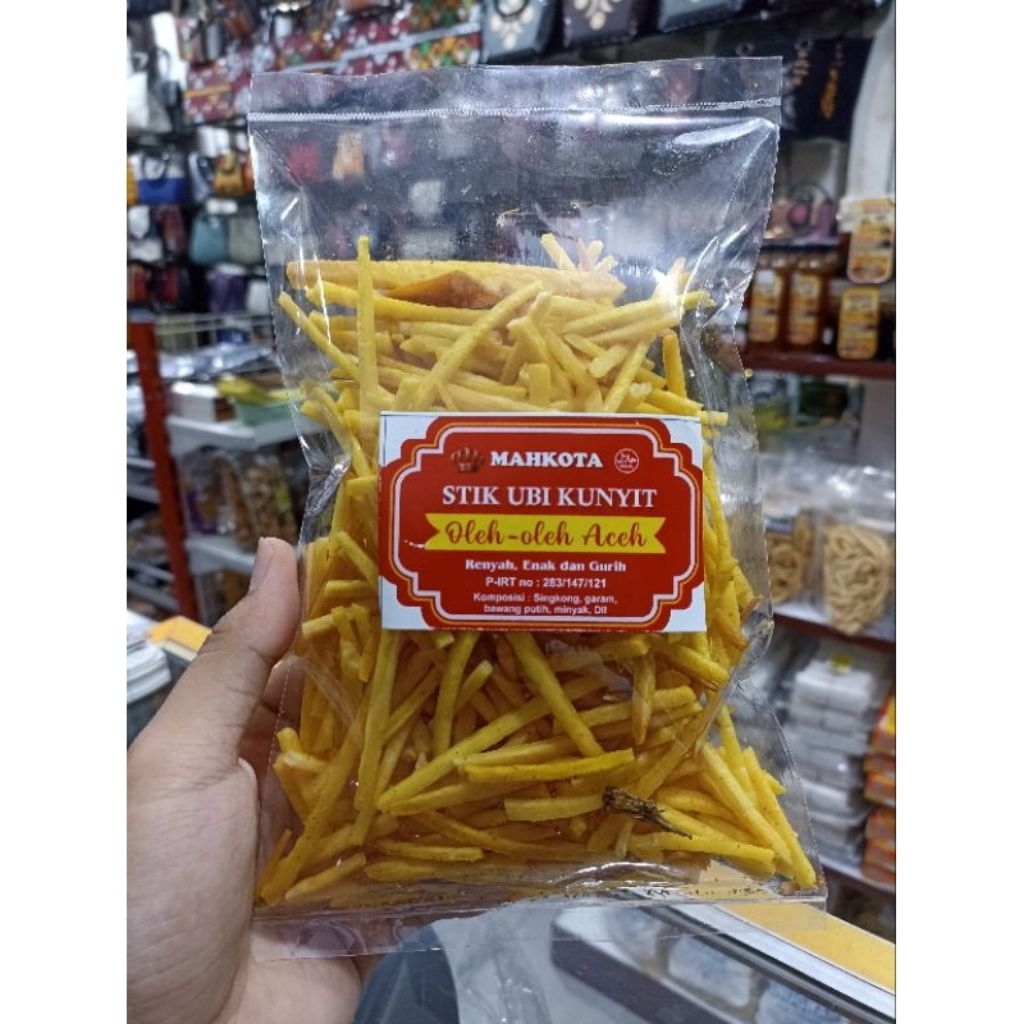 MAHKOTA
STIK UBI KUNYIT
Oleh-oleh Aceh
Renyah, Enak dan Gurih
P-IRT no : 283/147/121
Komposisi : Singkong, garam,
bawang putih, minyak, Dll